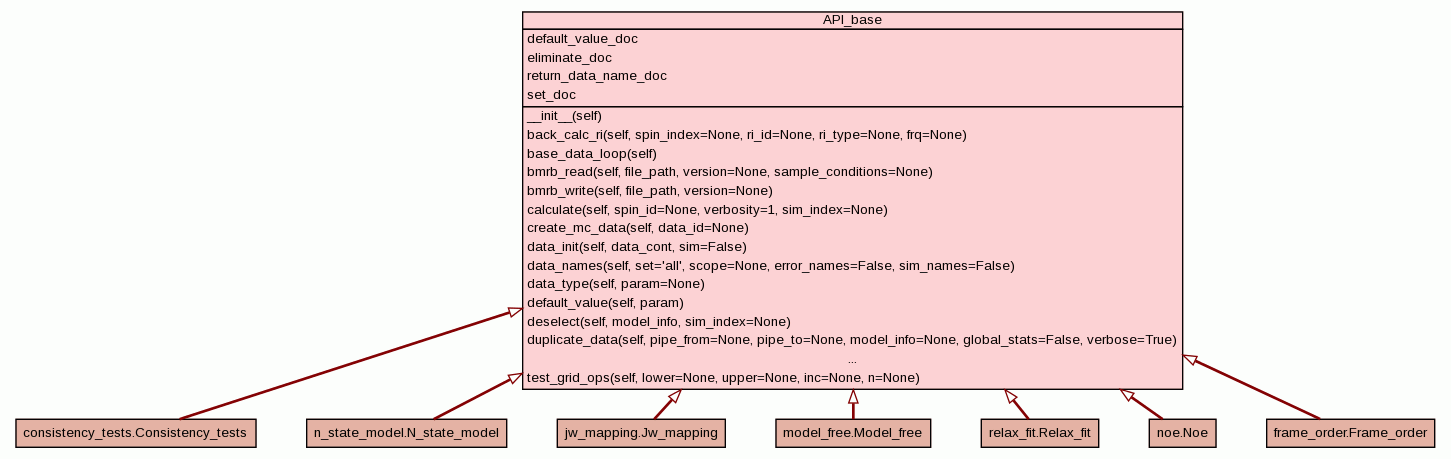 API_base
default_value_doc
eliminate_doc
return_data_name_doc
set_doc
__init__(self)
back_calc_ri(self, spin_index=None, ri_id=None, ri_type=None, frq=None)
base_data_loop(self)
bmrb_read(self, file_path, version=None, sample_conditions=None)
bmrb_write(self, file_path, version=None)
calculate(self, spin_id=None, verbosity=1, sim_index=None)
create_mc_data(self, data_id=None)
data_init(self, data_cont, sim=False)
data_names(self, set='all', scope=None, error_names=False, sim_names=False)
data_type(self, param=None)
default_value(self, param)
deselect(self, model_info, sim_index=None)
duplicate_data(self, pipe_from=None, pipe_to=None, model_info=None, global_stats=False, verbose=True)
...
test_grid_ops(self, lower=None, upper=None, inc=None, n=None)
consistency_tests.Consistency_tests
n_state_model.N_state_model
jw_mapping.Jw_mapping
model_free.Model_free
relax_fit.Relax_fit
noe.Noe
frame_order.Frame_order